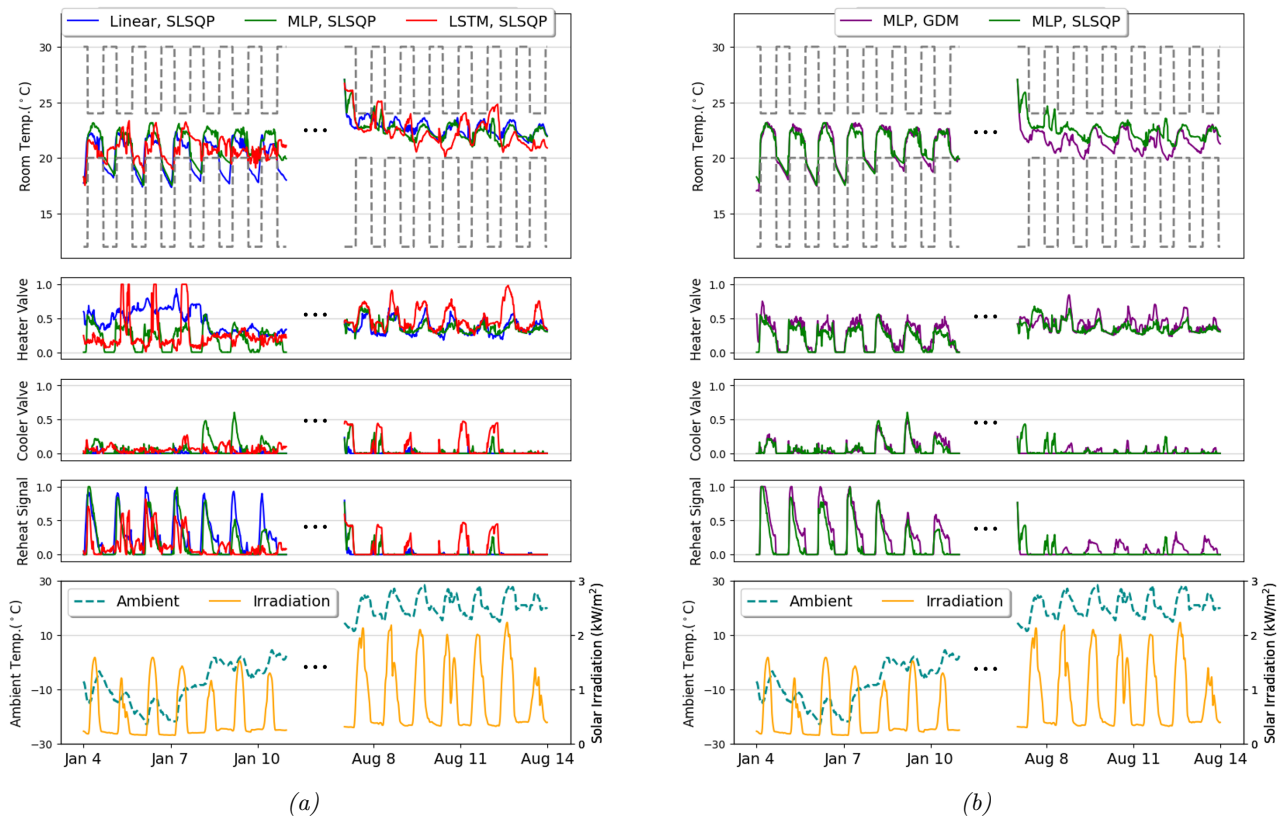 Linear, SLSQP MLP, SLSQP LSTM, SLSQP
30
25
20
15
Room Temp.(°C)
...
1.0
0.5
0.0
Heater Valve
...
1.0
0.5
0.0
Cooler Valve
...
1.0
0.5
0.0
Reheat Signal
...
Ambient Irradiation
30
10
−10
−30
Ambient Temp.(°C)
...
3
2
1
0
Solar Irradiation (kW/m²)
Jan 4 Jan 7 Jan 10 Aug 8 Aug 11 Aug 14
(a)
MLP, GDM MLP, SLSQP
30
25
20
15
Room Temp.(°C)
...
1.0
0.5
0.0
Heater Valve
...
1.0
0.5
0.0
Cooler Valve
...
1.0
0.5
0.0
Reheat Signal
...
Ambient Irradiation
30
10
−10
−30
Ambient Temp.(°C)
...
3
2
1
0
Solar Irradiation (kW/m²)
Jan 4 Jan 7 Jan 10 Aug 8 Aug 11 Aug 14
(b)